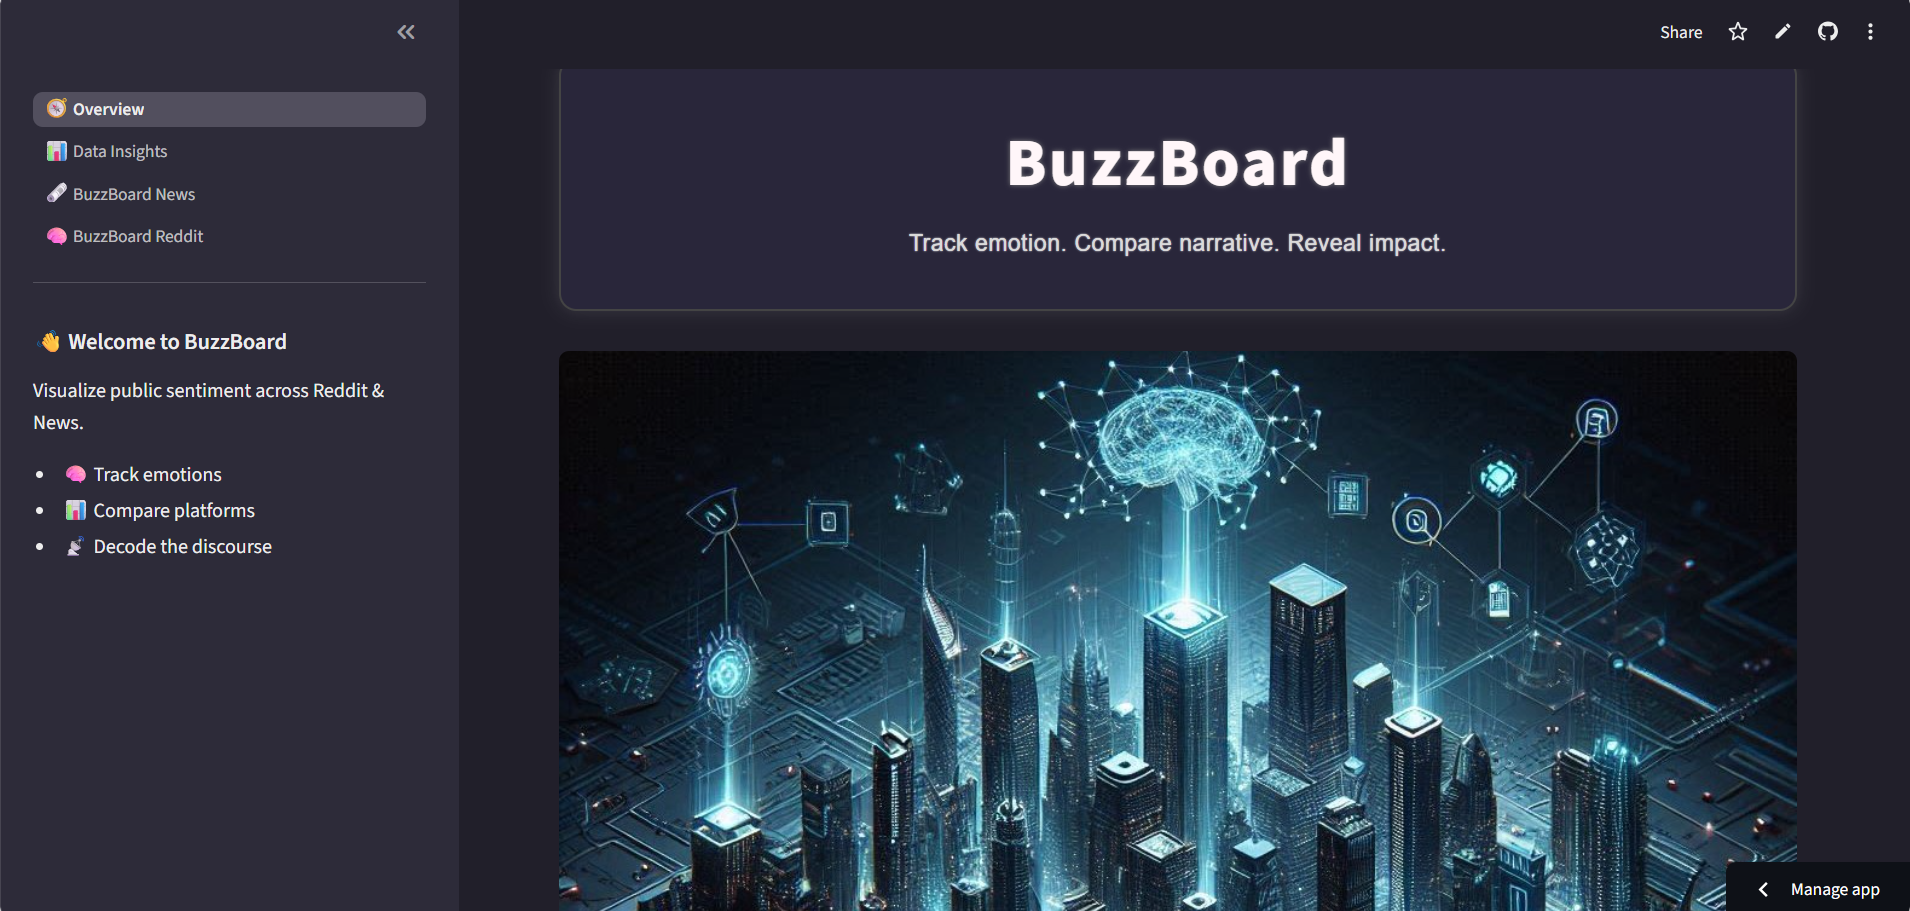 Share
Overview
Data Insights
BuzzBoard News
BuzzBoard Reddit
Welcome to BuzzBoard
Visualize public sentiment across Reddit &
News.
Track emotions
Compare platforms
Decode the discourse
BuzzBoard
Track emotion. Compare narrative. Reveal impact.
Manage app